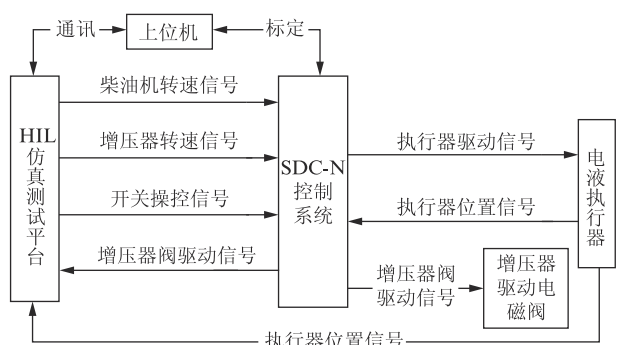 通讯
上位机
标定
柴油机转速信号
HIL
仿真测试平台
增压器转速信号
开关操控信号
增压器阀驱动信号
SDC-N
控制
系统
执行器驱动信号
执行器位置信号
电液执行器
增压器阀
驱动信号
增压器
驱动电
磁阀
执行器位置信号